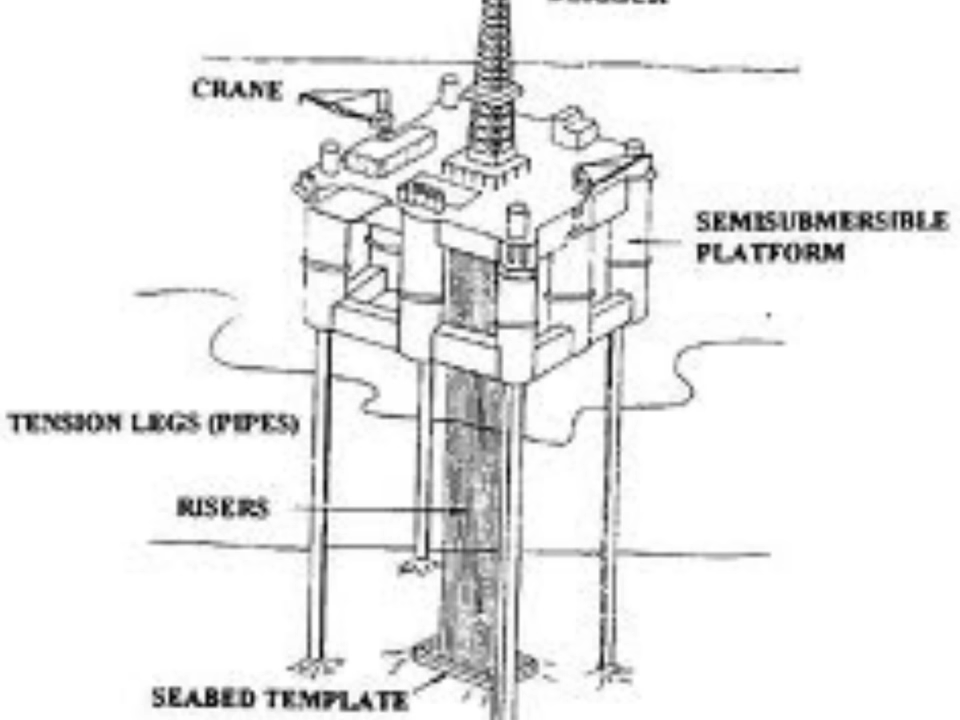 CRANE
SEMISUBMERSIBLE
PLATFORM
TENSION LEGS (PIPES)
RISERS
SEABED TEMPLATE